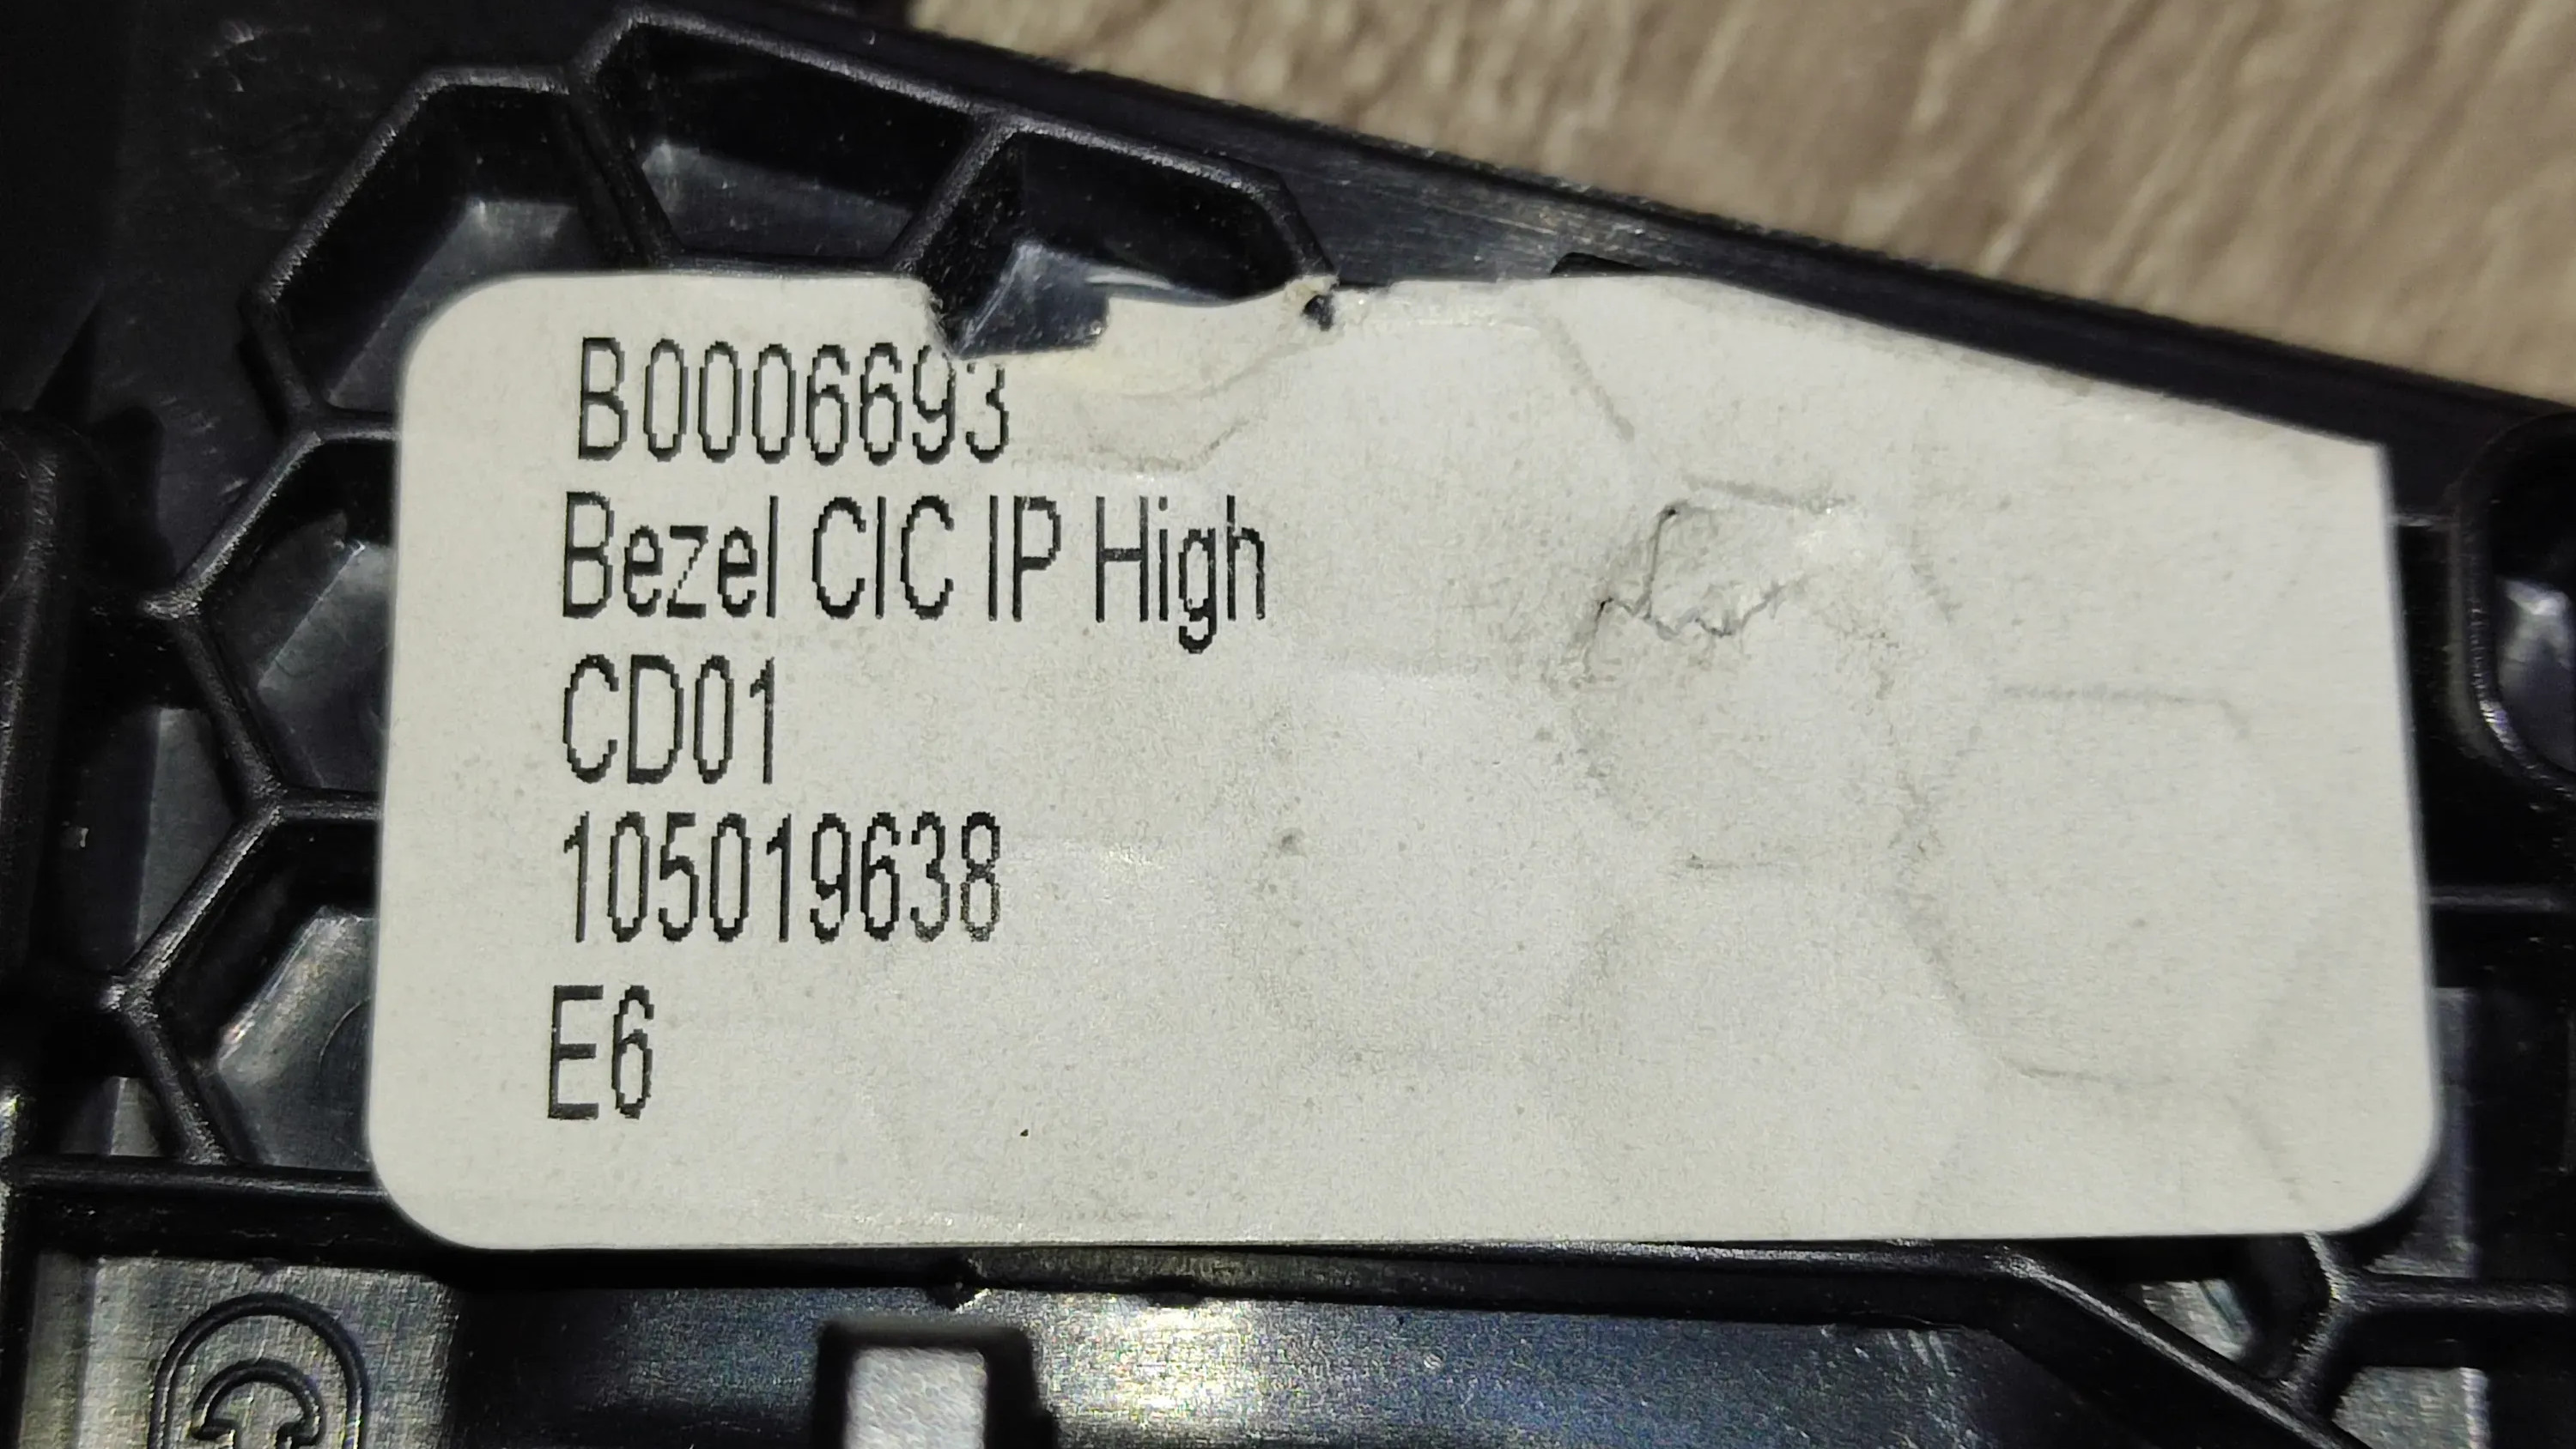 B0006693
Bezel CIC IP High
CD01
105019638
E6